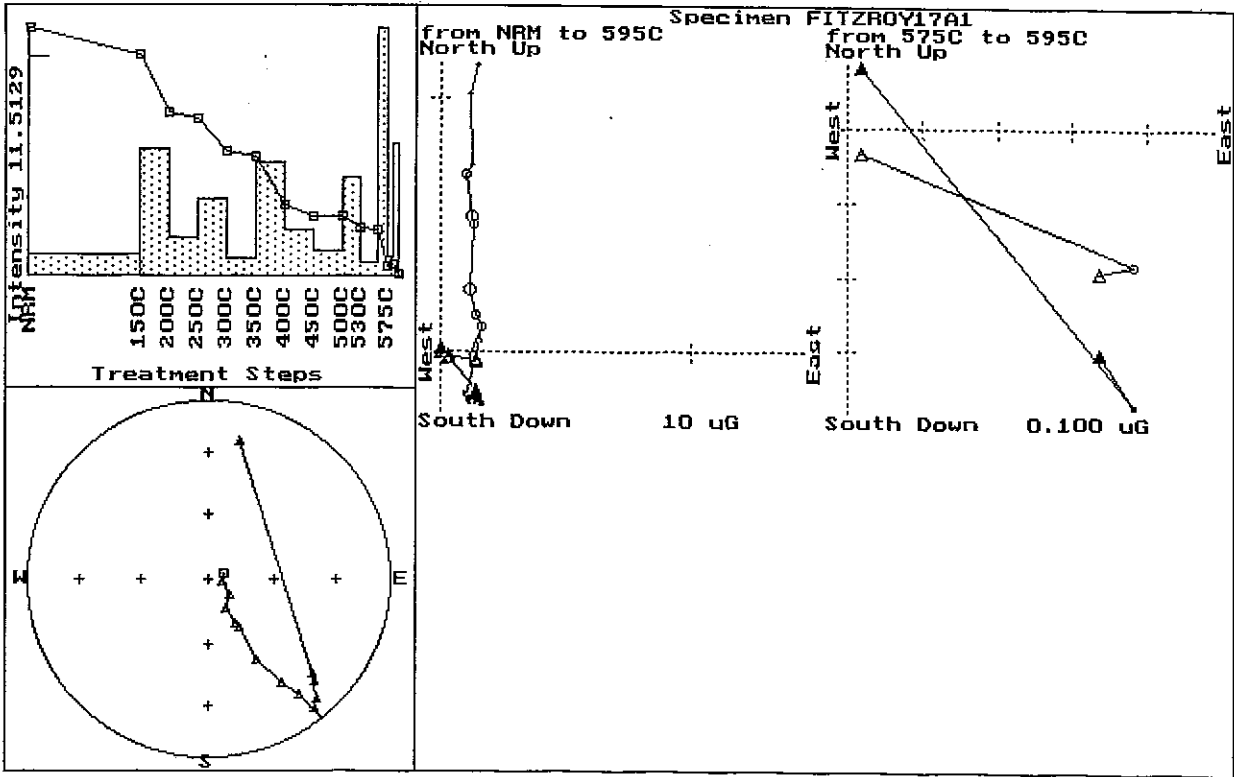 Specimen FITZROY17A1
Intensity 11.5129
NRM
150C
200C
250C
300C
350C
400C
450C
500C
530C
575C
Treatment Steps
N
W
E
S
from NRM to 595C
North Up
West
East
South Down 10 uG
from 575C to 595C
North Up
West
East
South Down 0.100 uG